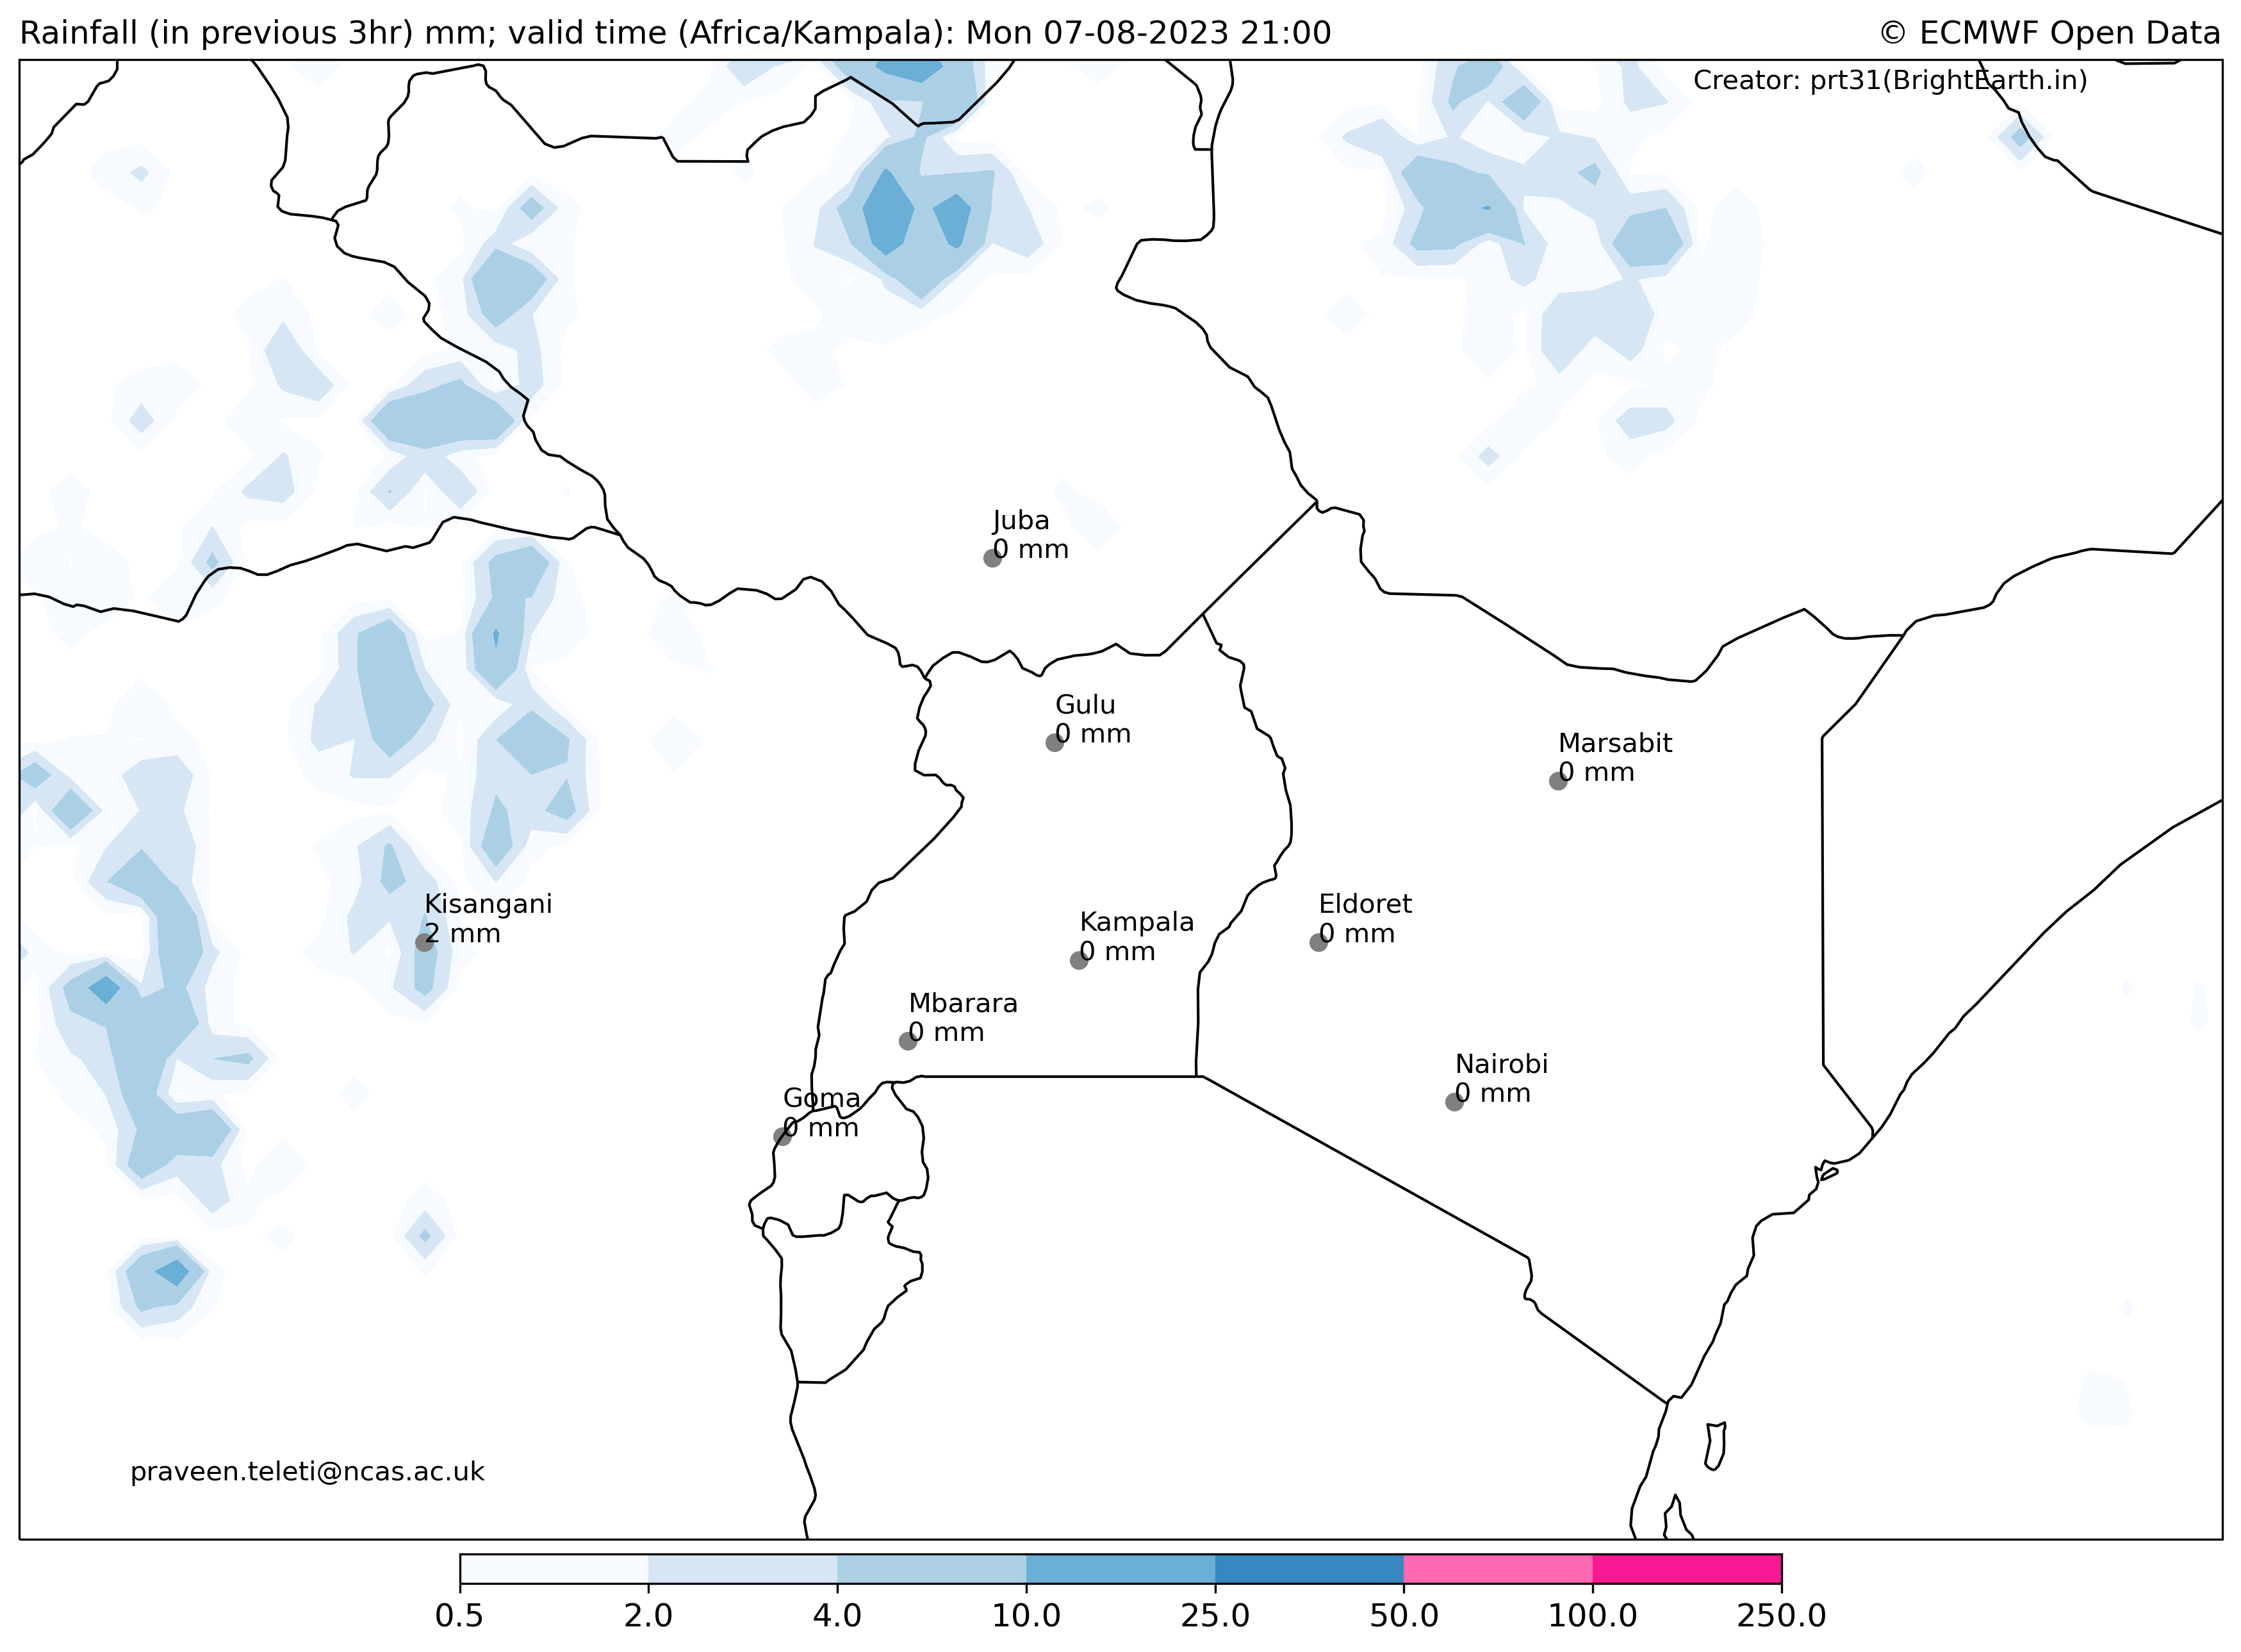 Rainfall (in previous 3hr) mm; valid time (Africa/Kampala): Mon 07-08-2023 21:00
© ECMWF Open Data
Creator: prt31(BrightEarth.in)
Juba
0 mm
Gulu
0 mm
Marsabit
0 mm
Kisangani
2 mm
Kampala
0 mm
Eldoret
0 mm
Mbarara
0 mm
Nairobi
0 mm
Goma
0 mm
praveen.teleti@ncas.ac.uk
0.5 2.0 4.0 10.0 25.0 50.0 100.0 250.0